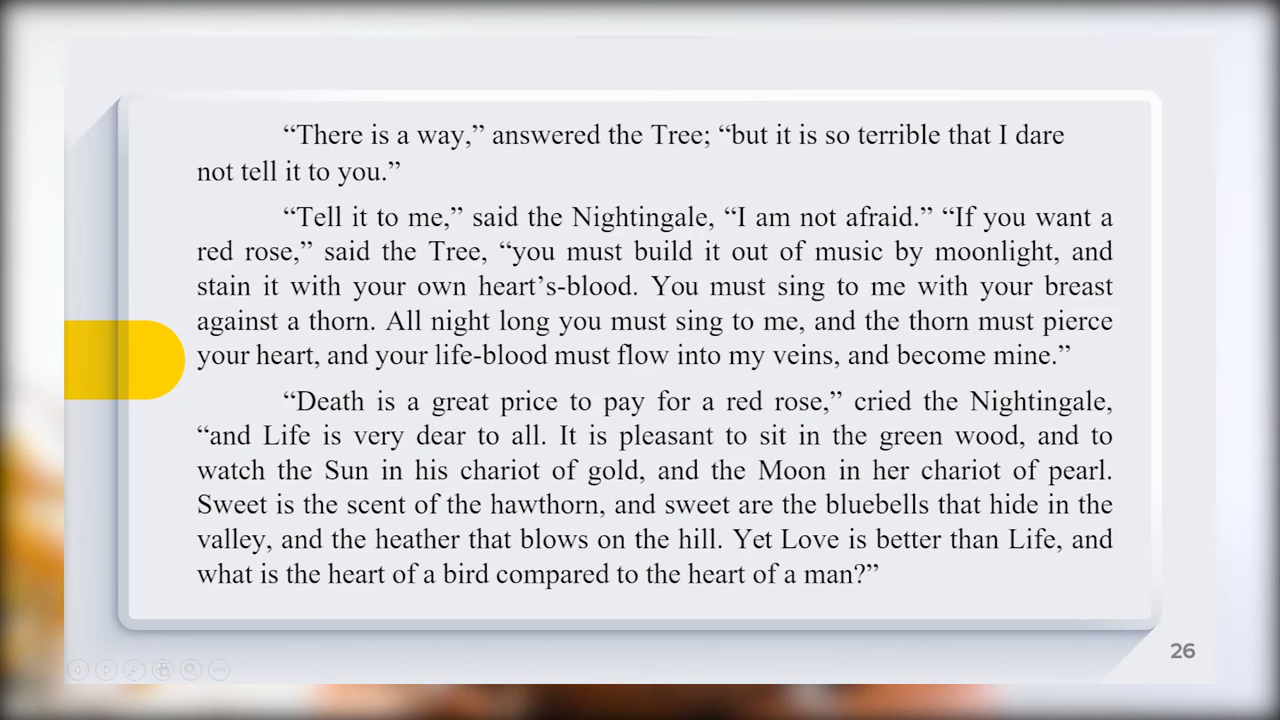 “There is a way,” answered the Tree; “but it is so terrible that I dare
not tell it to you.”
“Tell it to me,” said the Nightingale, “I am not afraid.” “If you want a
red rose,” said the Tree, “you must build it out of music by moonlight, and
stain it with your own heart’s-blood. You must sing to me with your breast
against a thorn. All night long you must sing to me, and the thorn must pierce
your heart, and your life-blood must flow into my veins, and become mine.”
“Death is a great price to pay for a red rose,” cried the Nightingale,
“and Life is very dear to all. It is pleasant to sit in the green wood, and to
watch the Sun in his chariot of gold, and the Moon in her chariot of pearl.
Sweet is the scent of the hawthorn, and sweet are the bluebells that hide in the
valley, and the heather that blows on the hill. Yet Love is better than Life, and
what is the heart of a bird compared to the heart of a man?”
26